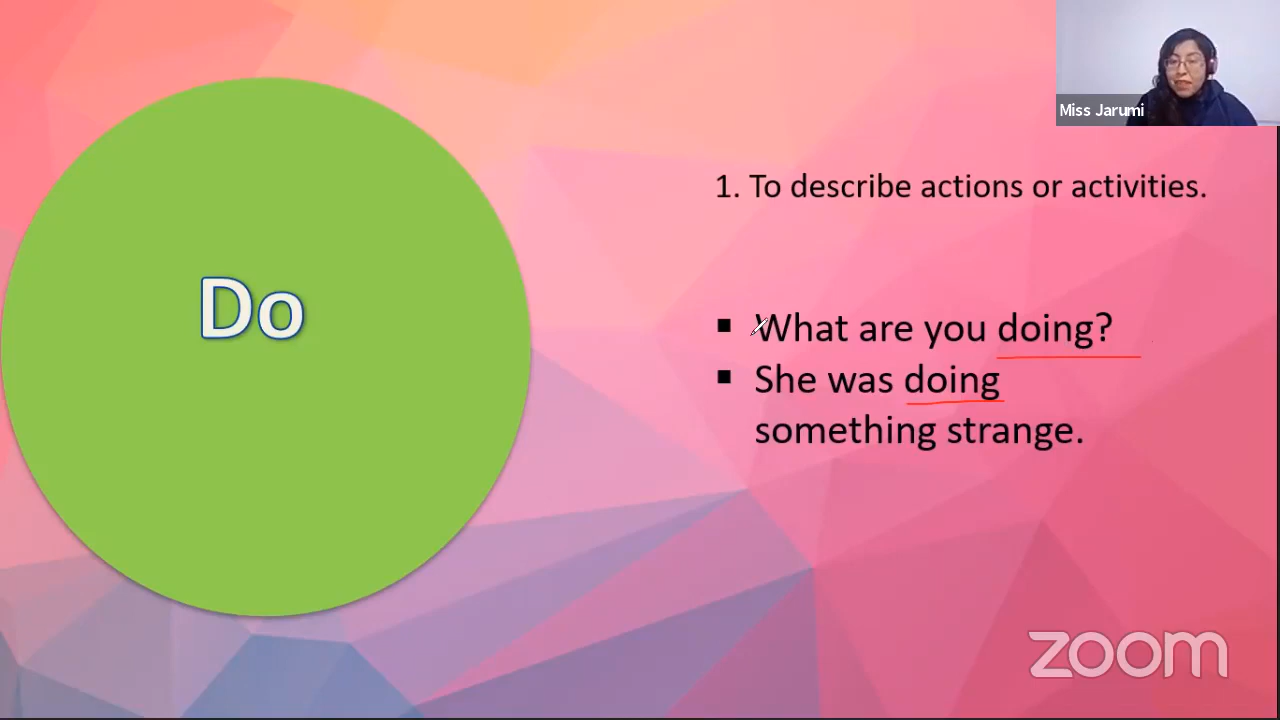 Miss Jarumi
1. To describe actions or activities.
Do
▪ What are you doing?
▪ She was doing
something strange.
zoom